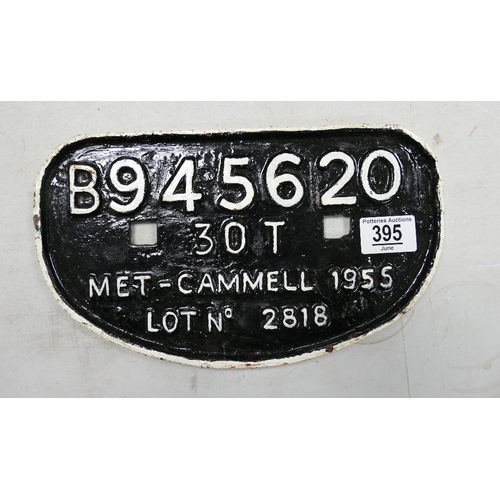 B945620
30T
MET-CAMMELL 1955
LOT Nº 2818
Potteries Auctions
395
June